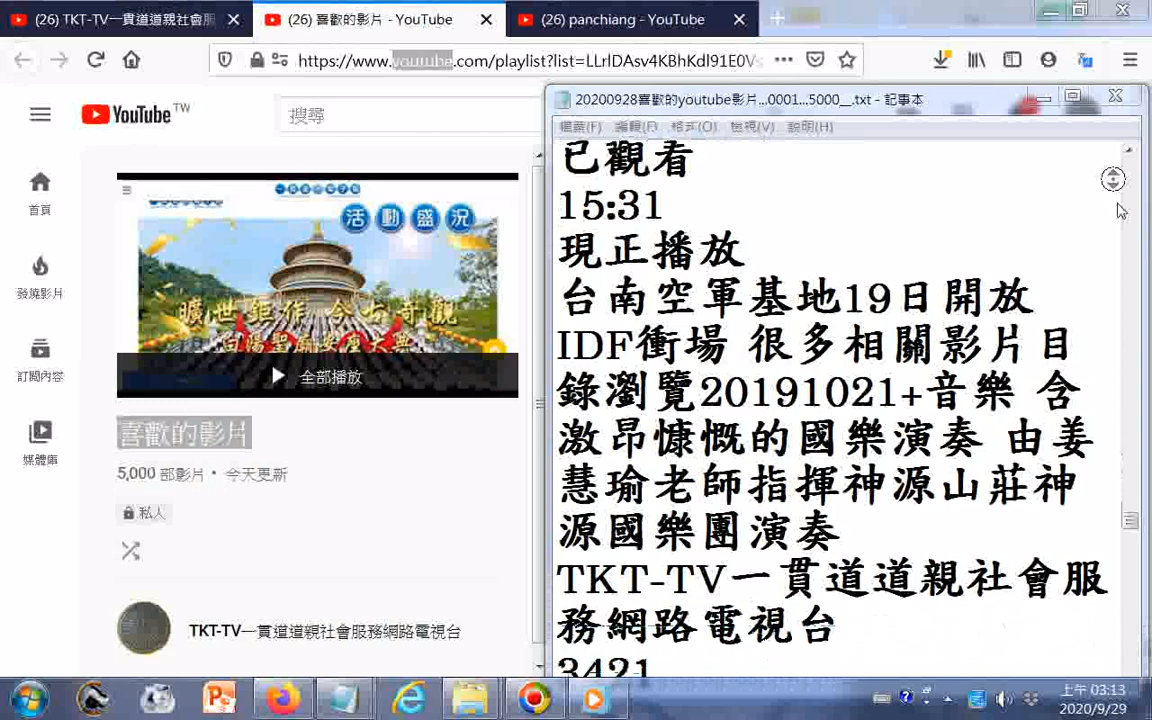 (26) TKT-TV一貫道道親社會服
(26) 喜歡的影片 - YouTube
(26) panchiang - YouTube
https://www.youtube.com/playlist?list=LLrlDAsv4KBhKdl91E0Vs
YouTube TW
搜尋
首頁
發燒影片
訂閱內容
媒體庫
活動盛況
曠世鉅作 今古奇觀
全部播放
喜歡的影片
5,000 部影片・今天更新
私人
TKT-TV一貫道道親社會服務網路電視台
20200928喜歡的youtube影片...0001...5000__.txt - 記事本
檔案(F) 編輯(E) 格式(O) 檢視(V) 說明(H)
已觀看
15:31
現正播放
台南空軍基地19日開放
IDF衝場 很多相關影片目
錄瀏覽20191021+音樂 含
激昂慷慨的國樂演奏 由姜
慧瑜老師指揮神源山莊神
源國樂團演奏
TKT-TV一貫道道親社會服
務網路電視台
3421
上午 03:13
2020/9/29